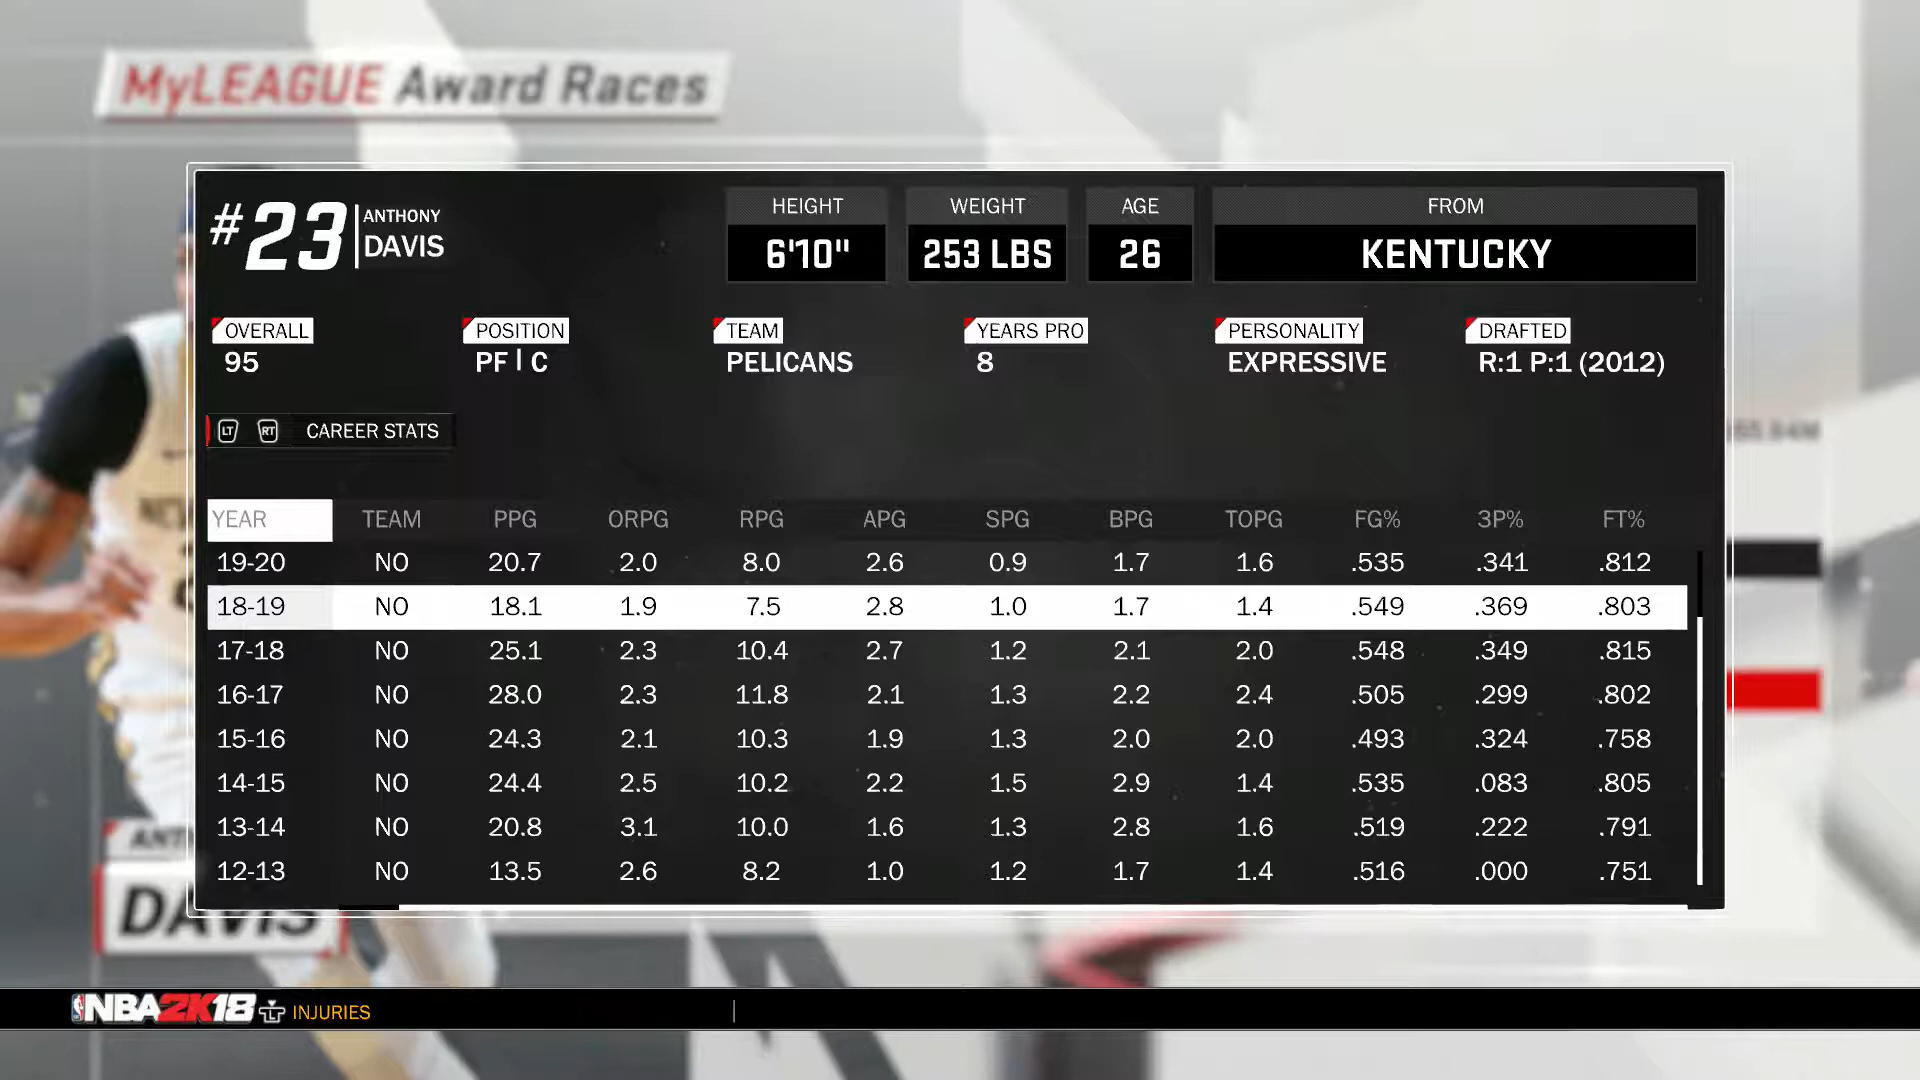 MyLEAGUE Award Races
#23 ANTHONY DAVIS
HEIGHT WEIGHT AGE FROM
6'10" 253 LBS 26 KENTUCKY
OVERALL POSITION TEAM YEARS PRO PERSONALITY DRAFTED
95 PF | C PELICANS 8 EXPRESSIVE R:1 P:1 (2012)
LT RT CAREER STATS
YEAR TEAM PPG ORPG RPG APG SPG BPG TOPG FG% 3P% FT%
19-20 NO 20.7 2.0 8.0 2.6 0.9 1.7 1.6 .535 .341 .812
18-19 NO 18.1 1.9 7.5 2.8 1.0 1.7 1.4 .549 .369 .803
17-18 NO 25.1 2.3 10.4 2.7 1.2 2.1 2.0 .548 .349 .815
16-17 NO 28.0 2.3 11.8 2.1 1.3 2.2 2.4 .505 .299 .802
15-16 NO 24.3 2.1 10.3 1.9 1.3 2.0 2.0 .493 .324 .758
14-15 NO 24.4 2.5 10.2 2.2 1.5 2.9 1.4 .535 .083 .805
13-14 NO 20.8 3.1 10.0 1.6 1.3 2.8 1.6 .519 .222 .791
12-13 NO 13.5 2.6 8.2 1.0 1.2 1.7 1.4 .516 .000 .751
DAVIS
NBA2K18 L INJURIES